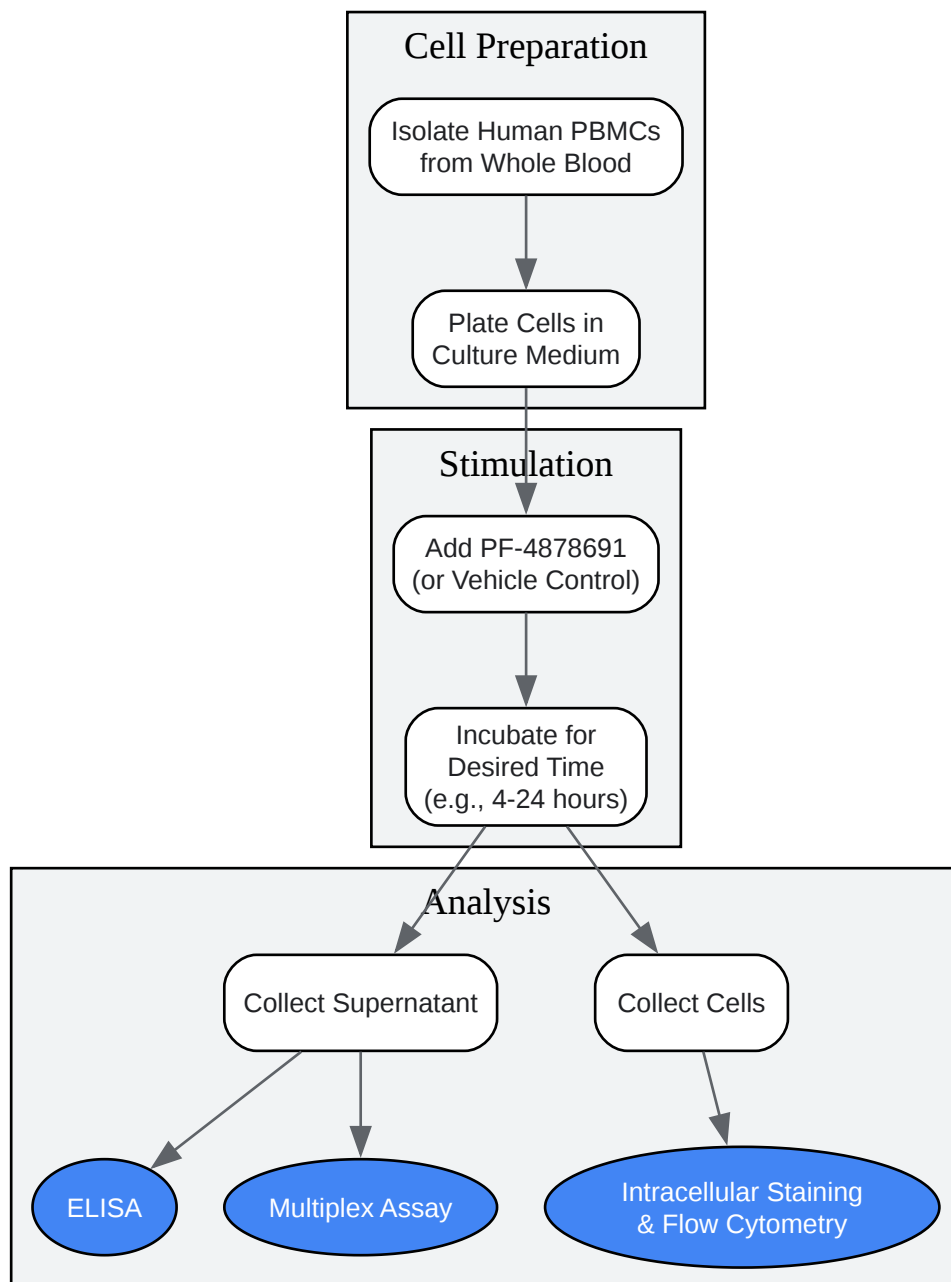 Cell Preparation
Isolate Human PBMCs
from Whole Blood
Plate Cells in
Culture Medium
Stimulation
Add PF-4878691
(or Vehicle Control)
Incubate for
Desired Time
(e.g., 4-24 hours)
Analysis
Collect Supernatant
Collect Cells
ELISA
Multiplex Assay
Intracellular Staining
& Flow Cytometry